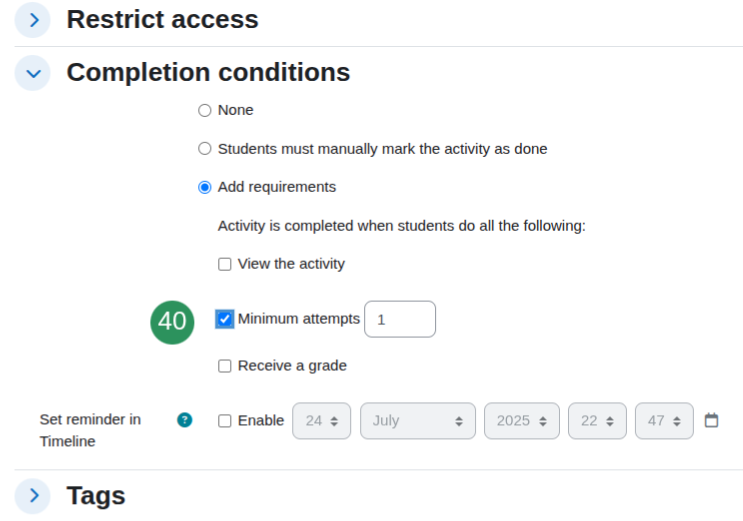 Restrict access
Completion conditions
None
Students must manually mark the activity as done
Add requirements
Activity is completed when students do all the following:
View the activity
40 Minimum attempts 1
Receive a grade
Set reminder in Timeline ? Enable 24 July 2025 22 47
Tags